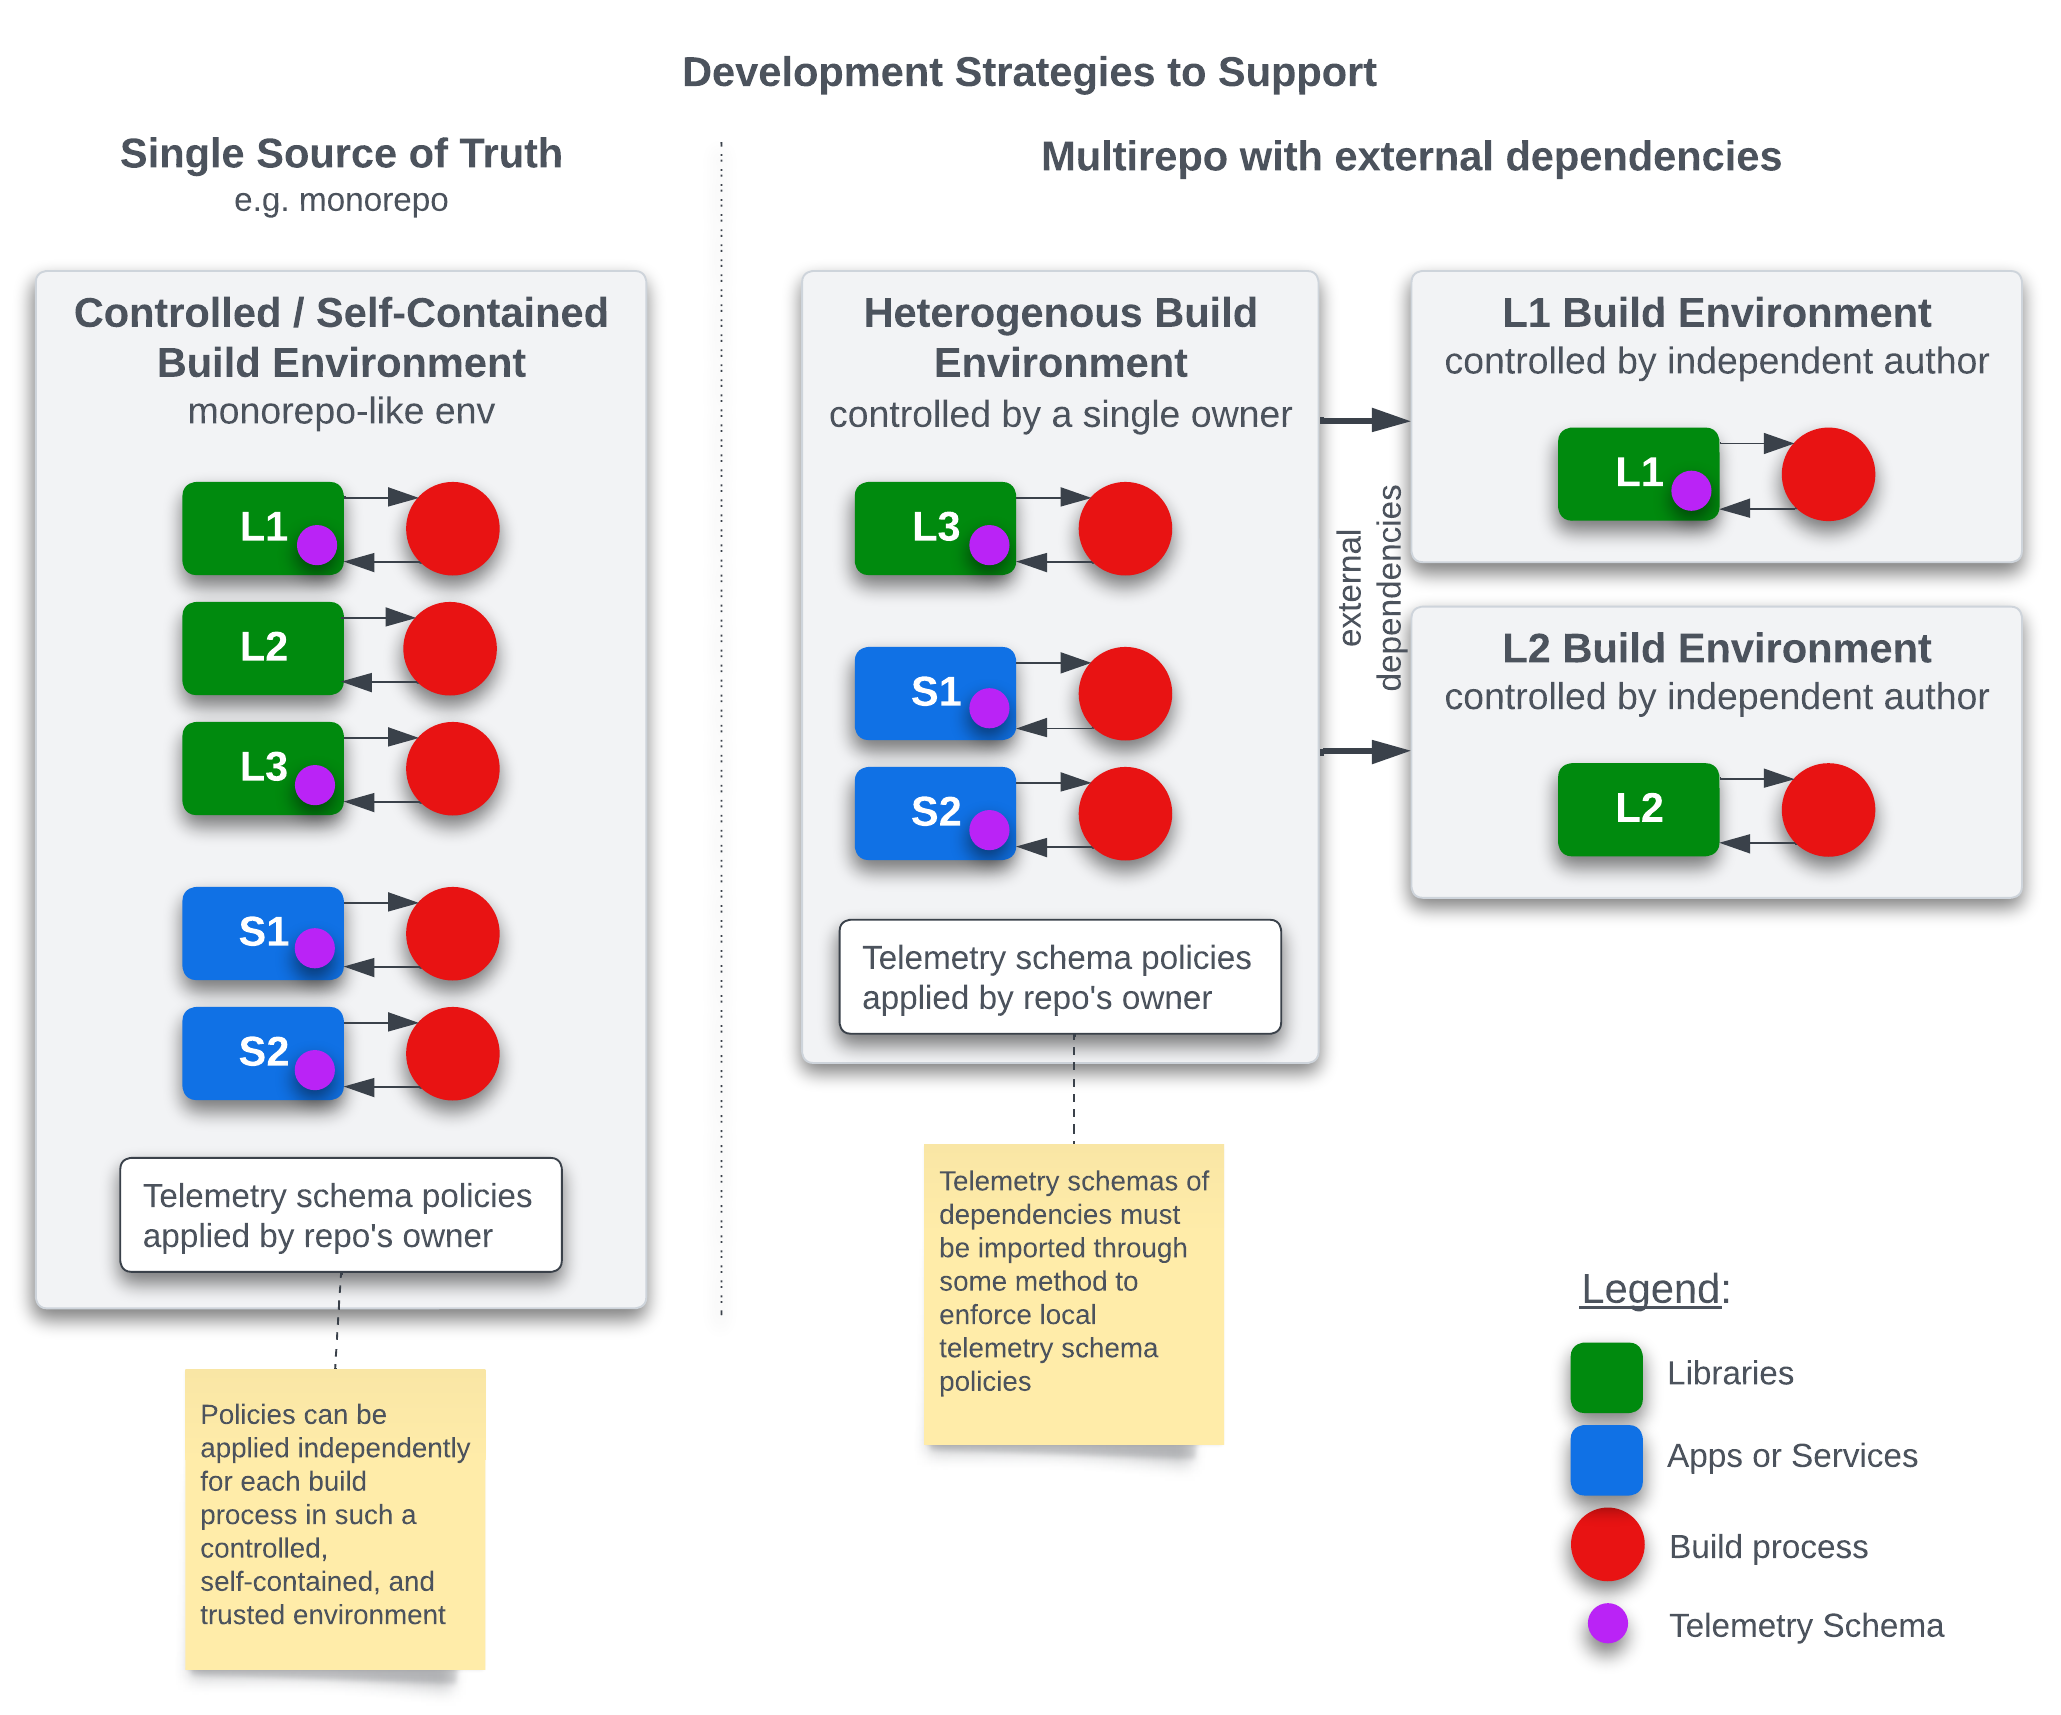 Development Strategies to Support
Single Source of Truth
e.g. monorepo
Controlled / Self-Contained
Build Environment
monorepo-like env
L1
L2
L3
S1
S2
Telemetry schema policies
applied by repo's owner
Policies can be
applied independently
for each build
process in such a
controlled,
self-contained, and
trusted environment
Multirepo with external dependencies
Heterogenous Build
Environment
controlled by a single owner
L3
S1
S2
Telemetry schema policies
applied by repo's owner
Telemetry schemas of
dependencies must
be imported through
some method to
enforce local
telemetry schema
policies
external
dependencies
L1 Build Environment
controlled by independent author
L1
L2 Build Environment
controlled by independent author
L2
Legend:
Libraries
Apps or Services
Build process
Telemetry Schema